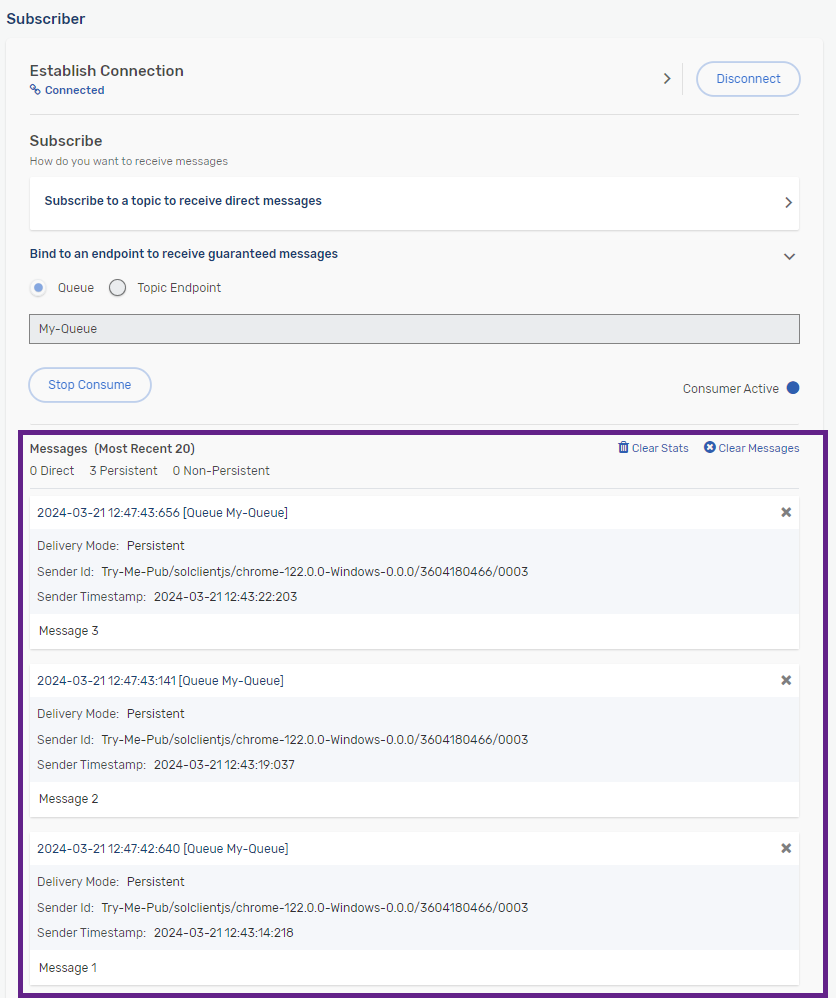 Subscriber
Establish Connection
Connected
Disconnect
Subscribe
How do you want to receive messages
Subscribe to a topic to receive direct messages
Bind to an endpoint to receive guaranteed messages
Queue Topic Endpoint
My-Queue
Stop Consume
Consumer Active
Messages (Most Recent 20) Clear Stats Clear Messages
0 Direct 3 Persistent 0 Non-Persistent
2024-03-21 12:47:43:656 [Queue My-Queue]
Delivery Mode: Persistent
Sender Id: Try-Me-Pub/solclientjs/chrome-122.0.0-Windows-0.0.0/3604180466/0003
Sender Timestamp: 2024-03-21 12:43:22:203
Message 3
2024-03-21 12:47:43:141 [Queue My-Queue]
Delivery Mode: Persistent
Sender Id: Try-Me-Pub/solclientjs/chrome-122.0.0-Windows-0.0.0/3604180466/0003
Sender Timestamp: 2024-03-21 12:43:19:037
Message 2
2024-03-21 12:47:42:640 [Queue My-Queue]
Delivery Mode: Persistent
Sender Id: Try-Me-Pub/solclientjs/chrome-122.0.0-Windows-0.0.0/3604180466/0003
Sender Timestamp: 2024-03-21 12:43:14:218
Message 1